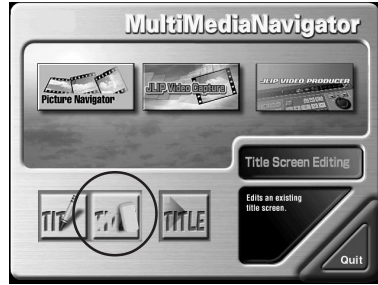 MultiMediaNavigator
Picture Navigator
JLIP Video Capture
JLIP VIDEO PRODUCER
Title Screen Editing
Edits an existing
title screen.
TITLE
Quit